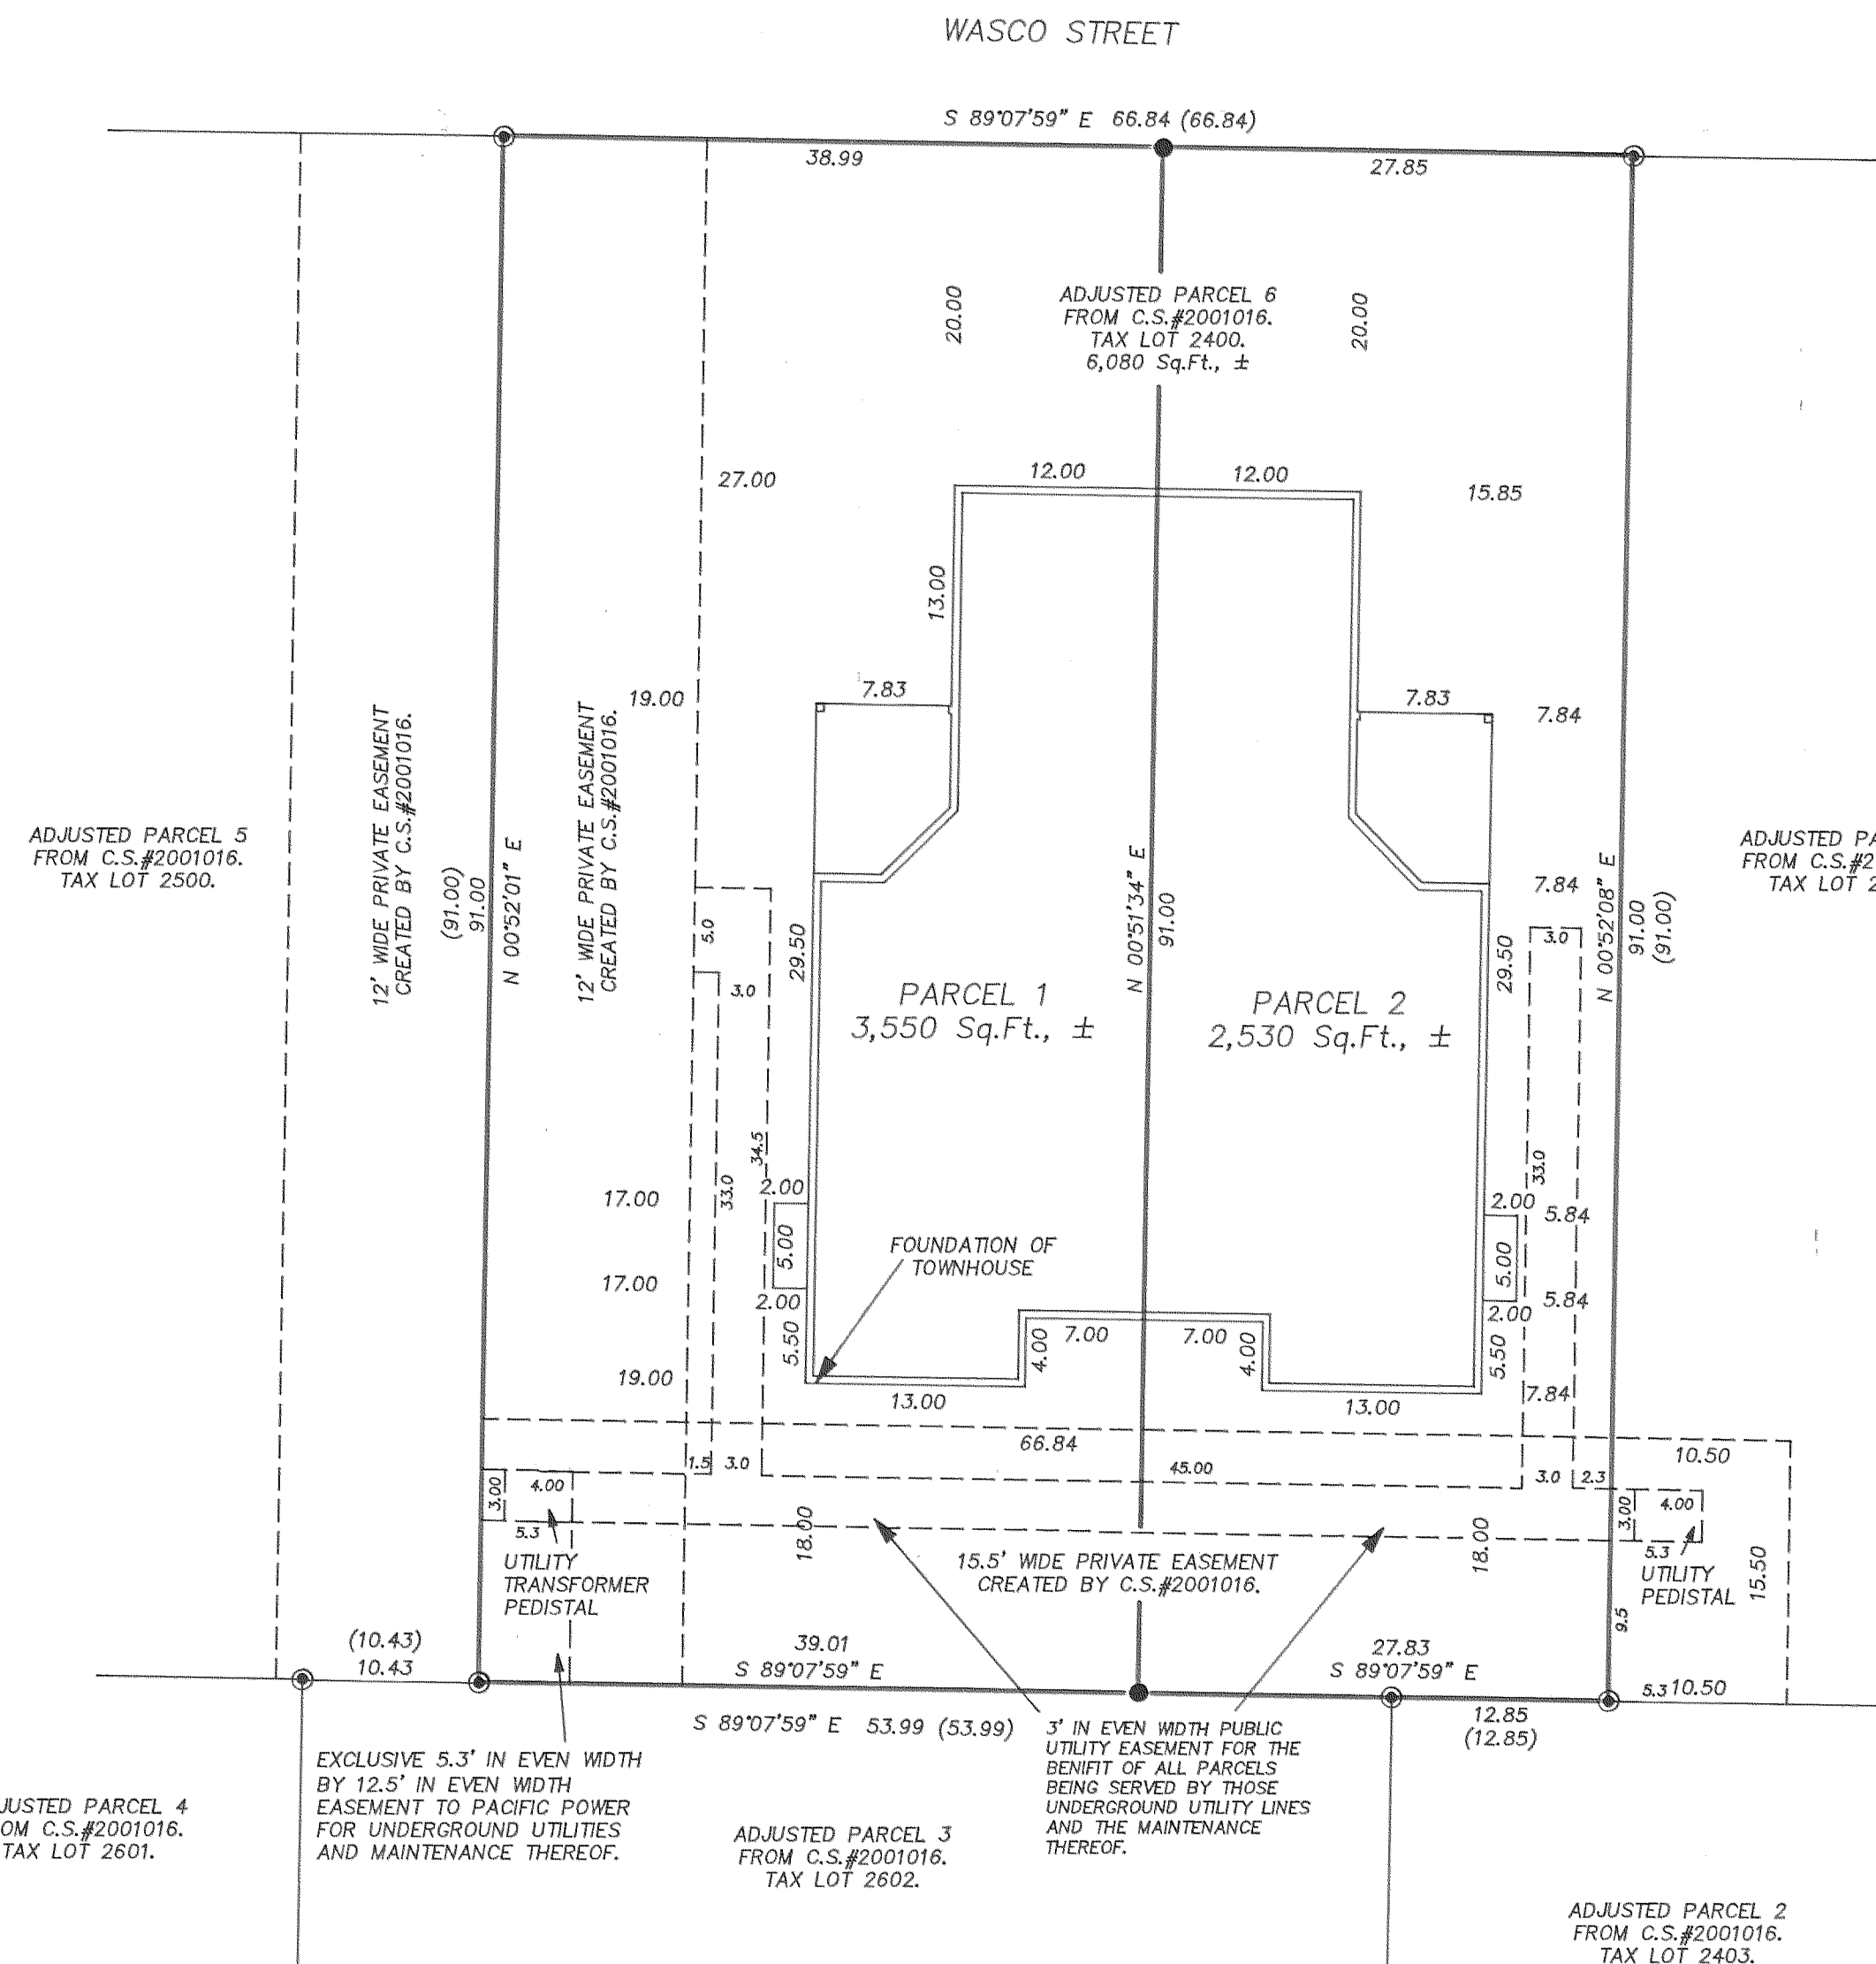 WASCO STREET
S 89°07'59" E 66.84 (66.84)
38.99
27.85
20.00
ADJUSTED PARCEL 6
FROM C.S.#2001016.
TAX LOT 2400.
6,080 Sq.Ft., ±
20.00
27.00
12.00
12.00
15.85
13.00
19.00
7.83
7.83
7.84
12' WIDE PRIVATE EASEMENT
CREATED BY C.S.#2001016.
(91.00)
91.00
N 00°52'01" E
12' WIDE PRIVATE EASEMENT
CREATED BY C.S.#2001016.
ADJUSTED PARCEL 5
FROM C.S.#2001016.
TAX LOT 2500.
N 00°51'34" E
91.00
7.84
N 00°52'08" E
91.00
(91.00)
ADJUSTED PA
FROM C.S.#2
TAX LOT 2
5.0
3.0
29.50
29.50
3.0
PARCEL 1
3,550 Sq.Ft., ±
PARCEL 2
2,530 Sq.Ft., ±
34.5
33.0
33.0
17.00
2.00
2.00
5.84
5.00
5.00
FOUNDATION OF
TOWNHOUSE
17.00
2.00
2.00
5.84
5.50
4.00
7.00
7.00
4.00
5.50
19.00
13.00
13.00
7.84
66.84
10.50
1.5
3.0
45.00
3.0
2.3
3.00
4.00
3.00
4.00
5.3
18.00
18.00
5.3
UTILITY
TRANSFORMER
PEDISTAL
15.5' WIDE PRIVATE EASEMENT
CREATED BY C.S.#2001016.
UTILITY
PEDISTAL
15.50
9.5
(10.43)
10.43
39.01
S 89°07'59" E
27.83
S 89°07'59" E
5.3
10.50
S 89°07'59" E 53.99 (53.99)
12.85
(12.85)
EXCLUSIVE 5.3' IN EVEN WIDTH
BY 12.5' IN EVEN WIDTH
EASEMENT TO PACIFIC POWER
FOR UNDERGROUND UTILITIES
AND MAINTENANCE THEREOF.
3' IN EVEN WIDTH PUBLIC
UTILITY EASEMENT FOR THE
BENIFIT OF ALL PARCELS
BEING SERVED BY THOSE
UNDERGROUND UTILITY LINES
AND THE MAINTENANCE
THEREOF.
JUSTED PARCEL 4
OM C.S.#2001016.
TAX LOT 2601.
ADJUSTED PARCEL 3
FROM C.S.#2001016.
TAX LOT 2602.
ADJUSTED PARCEL 2
FROM C.S.#2001016.
TAX LOT 2403.